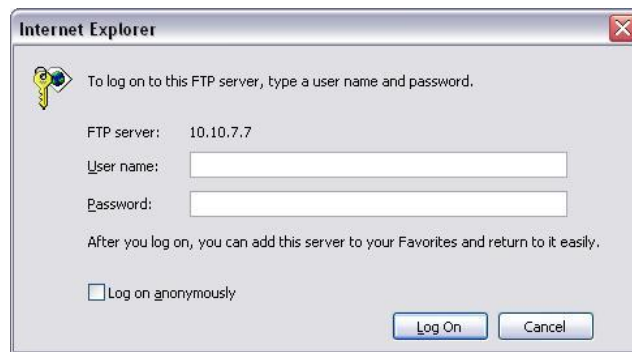 Internet Explorer
To log on to this FTP server, type a user name and password.
FTP server: 10.10.7.7
User name:
Password:
After you log on, you can add this server to your Favorites and return to it easily.
Log on anonymously
Log On Cancel